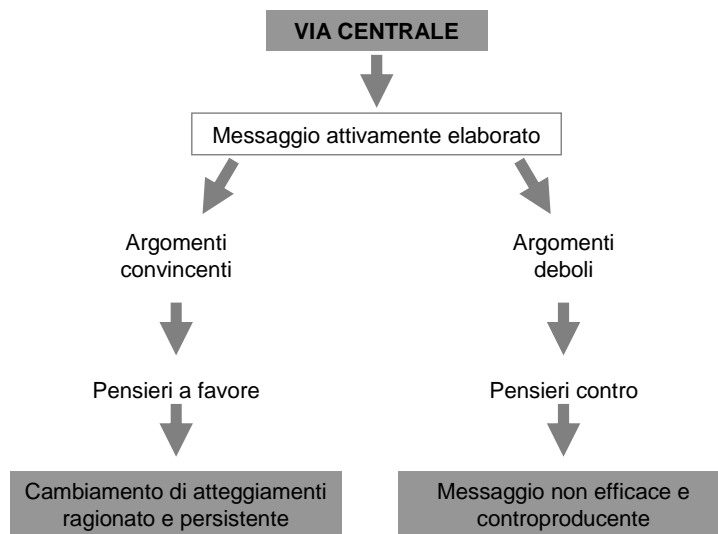 VIA CENTRALE
Messaggio attivamente elaborato
Argomenti
convincenti
Argomenti
deboli
Pensieri a favore
Pensieri contro
Cambiamento di atteggiamenti
ragionato e persistente
Messaggio non efficace e
controproducente